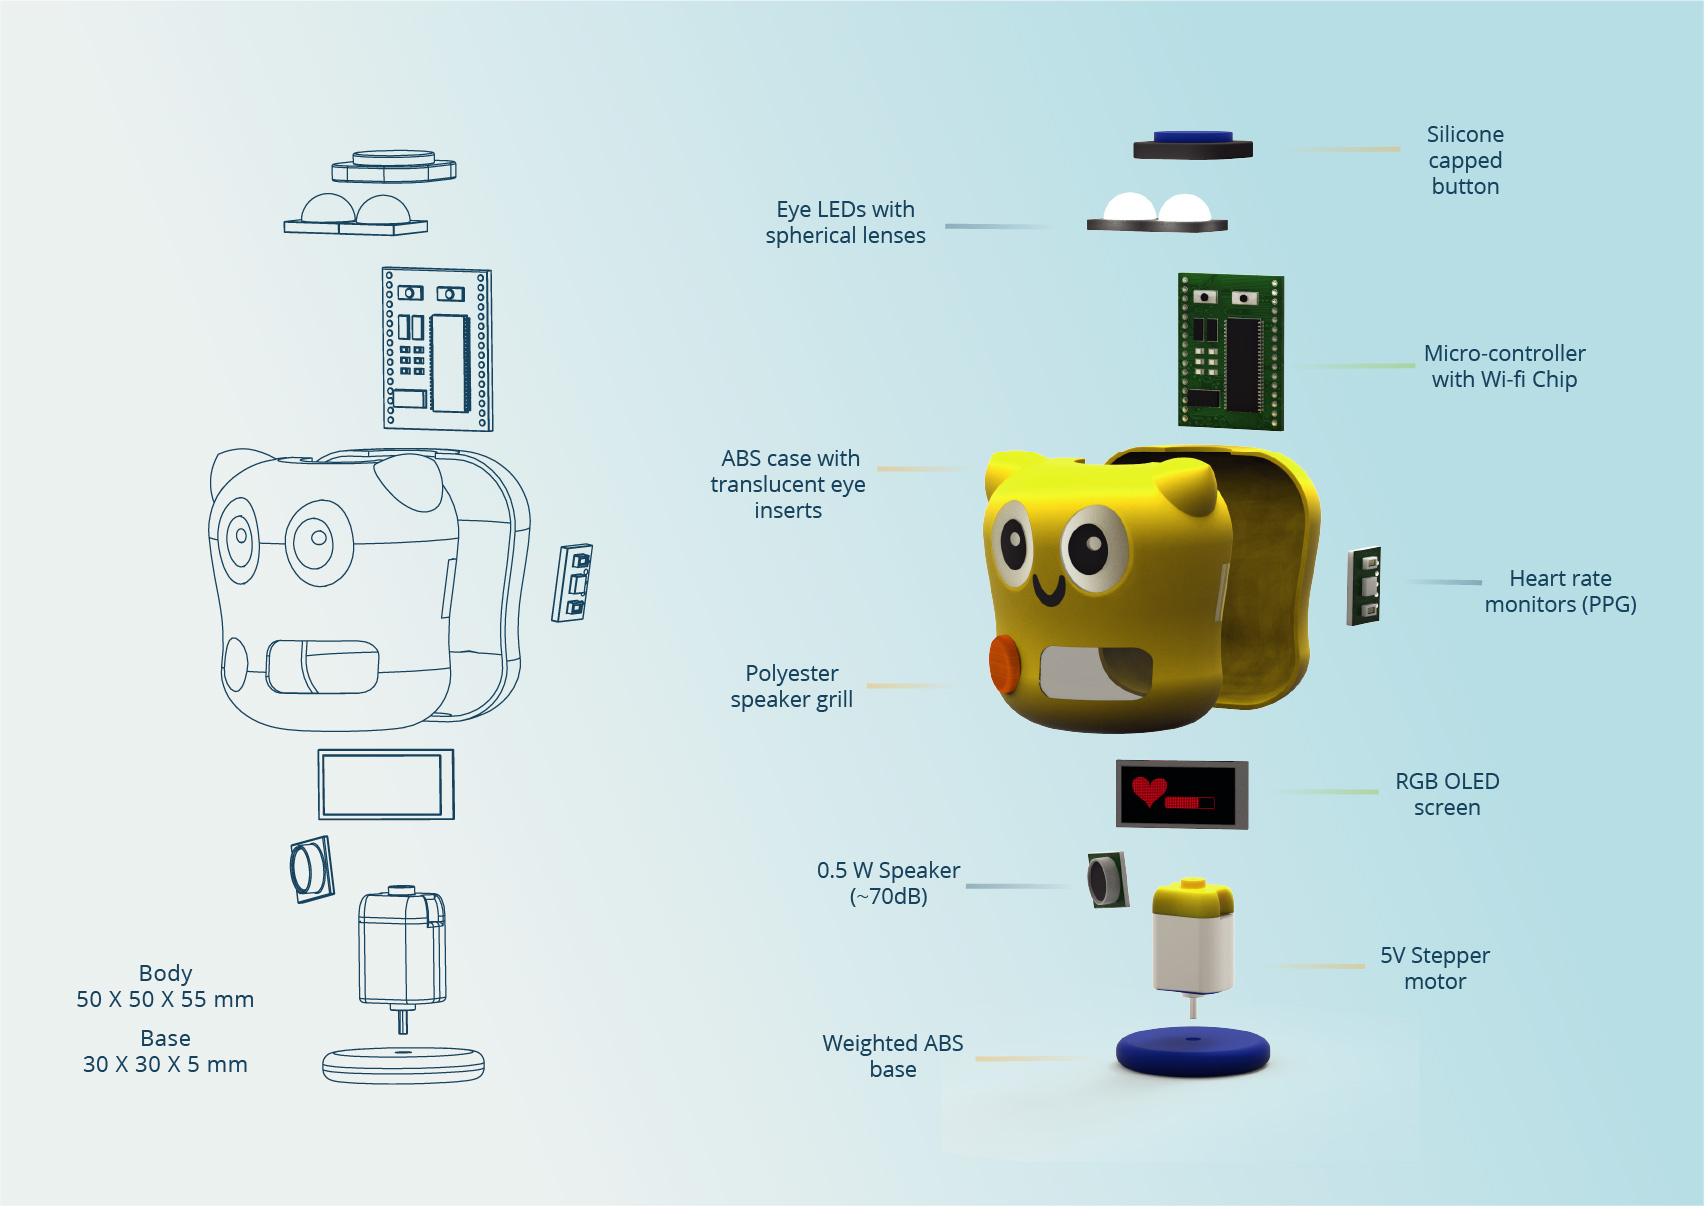 Silicone
capped
button
Eye LEDs with
spherical lenses
Micro-controller
with Wi-fi Chip
ABS case with
translucent eye
inserts
Heart rate
monitors (PPG)
Polyester
speaker grill
RGB OLED
screen
0.5 W Speaker
(~70dB)
5V Stepper
motor
Weighted ABS
base
Body
50 X 50 X 55 mm
Base
30 X 30 X 5 mm